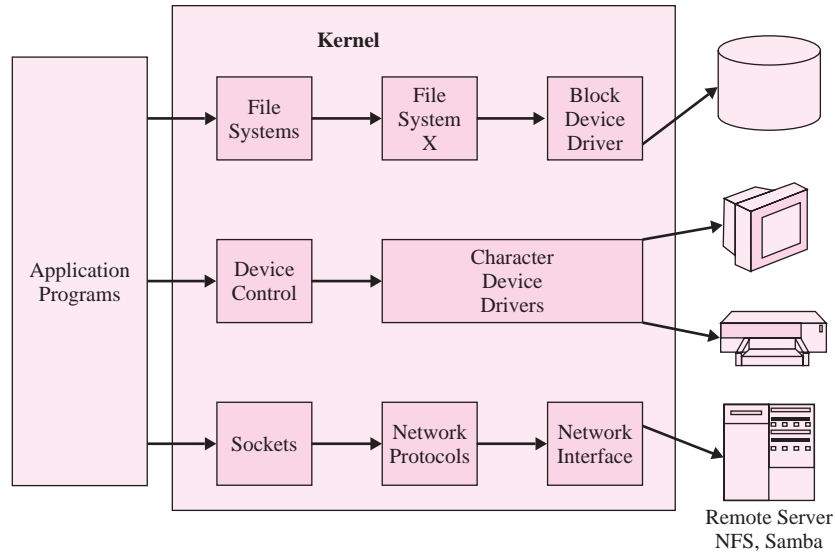 Kernel
File
Systems
File
System
X
Block
Device
Driver
Application
Programs
Device
Control
Character
Device
Drivers
Sockets
Network
Protocols
Network
Interface
Remote Server
NFS, Samba